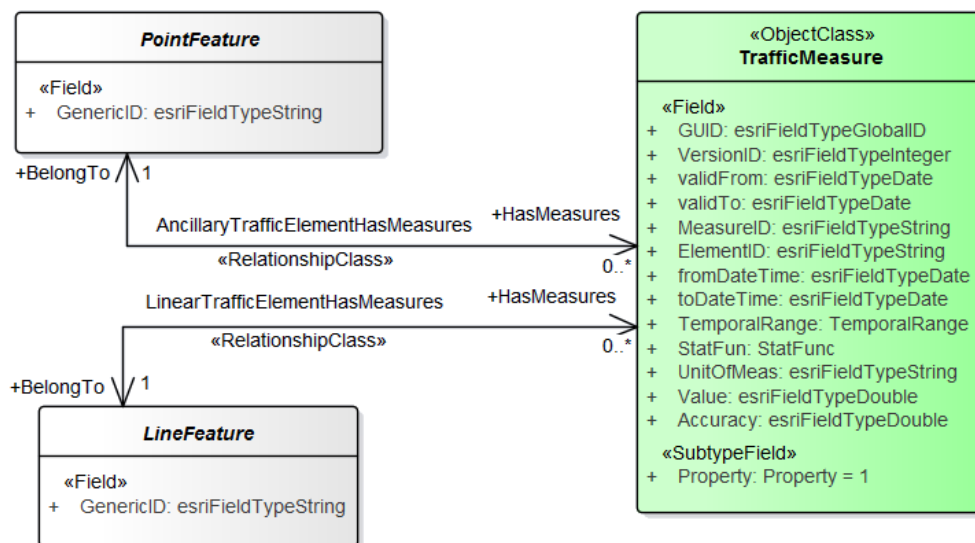 PointFeature
«Field»
+ GenericID: esriFieldTypeString
+BelongTo
1
AncillaryTrafficElementHasMeasures
+HasMeasures
«RelationshipClass»
0..*
LinearTrafficElementHasMeasures
+HasMeasures
«RelationshipClass»
0..*
+BelongTo
1
LineFeature
«Field»
+ GenericID: esriFieldTypeString
«ObjectClass»
TrafficMeasure
«Field»
+ GUID: esriFieldTypeGlobalID
+ VersionID: esriFieldTypeInteger
+ validFrom: esriFieldTypeDate
+ validTo: esriFieldTypeDate
+ MeasureID: esriFieldTypeString
+ ElementID: esriFieldTypeString
+ fromDateTime: esriFieldTypeDate
+ toDateTime: esriFieldTypeDate
+ TemporalRange: TemporalRange
+ StatFun: StatFunc
+ UnitOfMeas: esriFieldTypeString
+ Value: esriFieldTypeDouble
+ Accuracy: esriFieldTypeDouble
«SubtypeField»
+ Property: Property = 1